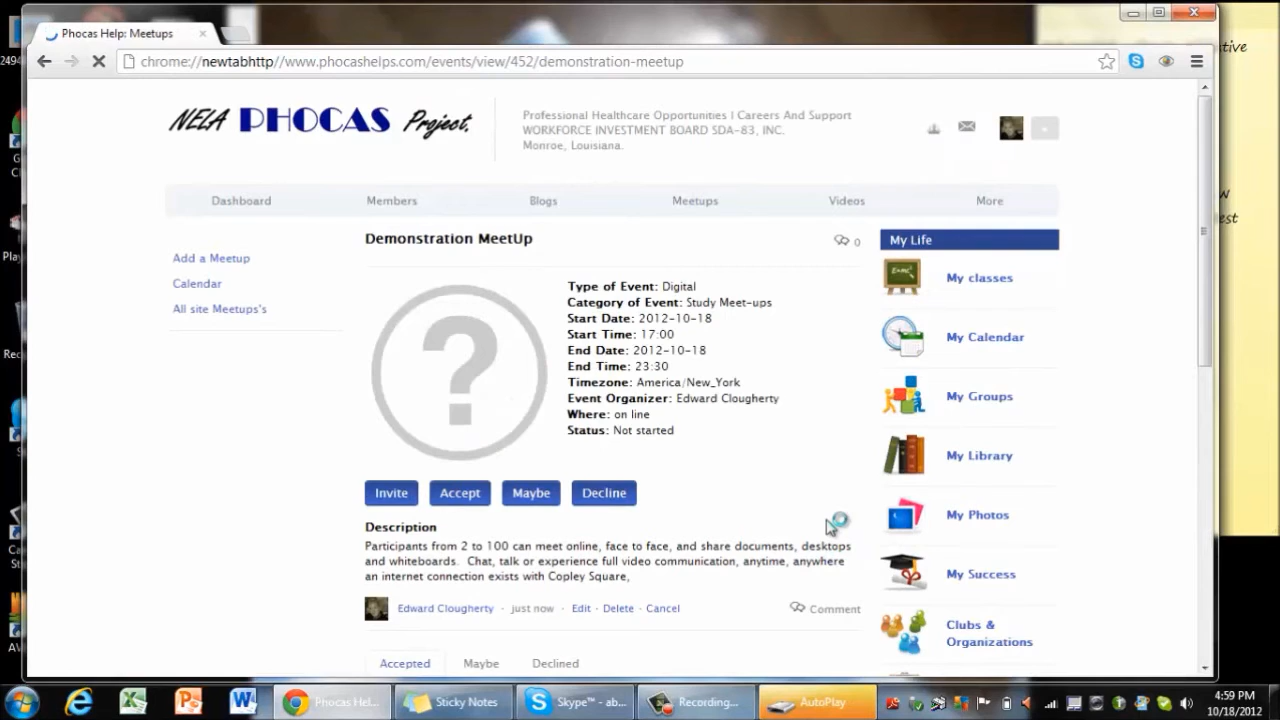 Phocas Help: Meetups
chrome://newtabhttp//www.phocashelps.com/events/view/452/demonstration-meetup
NELA PHOCAS Project.
Professional Healthcare Opportunities | Careers And Support
WORKFORCE INVESTMENT BOARD SDA-83, INC.
Monroe, Louisiana.
Dashboard Members Blogs Meetups Videos More
Add a Meetup
Calendar
All site Meetups's
Demonstration MeetUp
0
Type of Event: Digital
Category of Event: Study Meet-ups
Start Date: 2012-10-18
Start Time: 17:00
End Date: 2012-10-18
End Time: 23:30
Timezone: America/New_York
Event Organizer: Edward Clougherty
Where: on line
Status: Not started
?
Invite Accept Maybe Decline
Description
Participants from 2 to 100 can meet online, face to face, and share documents, desktops
and whiteboards. Chat, talk or experience full video communication, anytime, anywhere
an internet connection exists with Copley Square,
Edward Clougherty · just now · Edit · Delete · Cancel
Comment
Accepted Maybe Declined
My Life
My classes
My Calendar
My Groups
My Library
My Photos
My Success
Clubs &
Organizations
Phocas Hel...
Sticky Notes
Skype™ - ab...
Recording...
AutoPlay
4:59 PM
10/18/2012